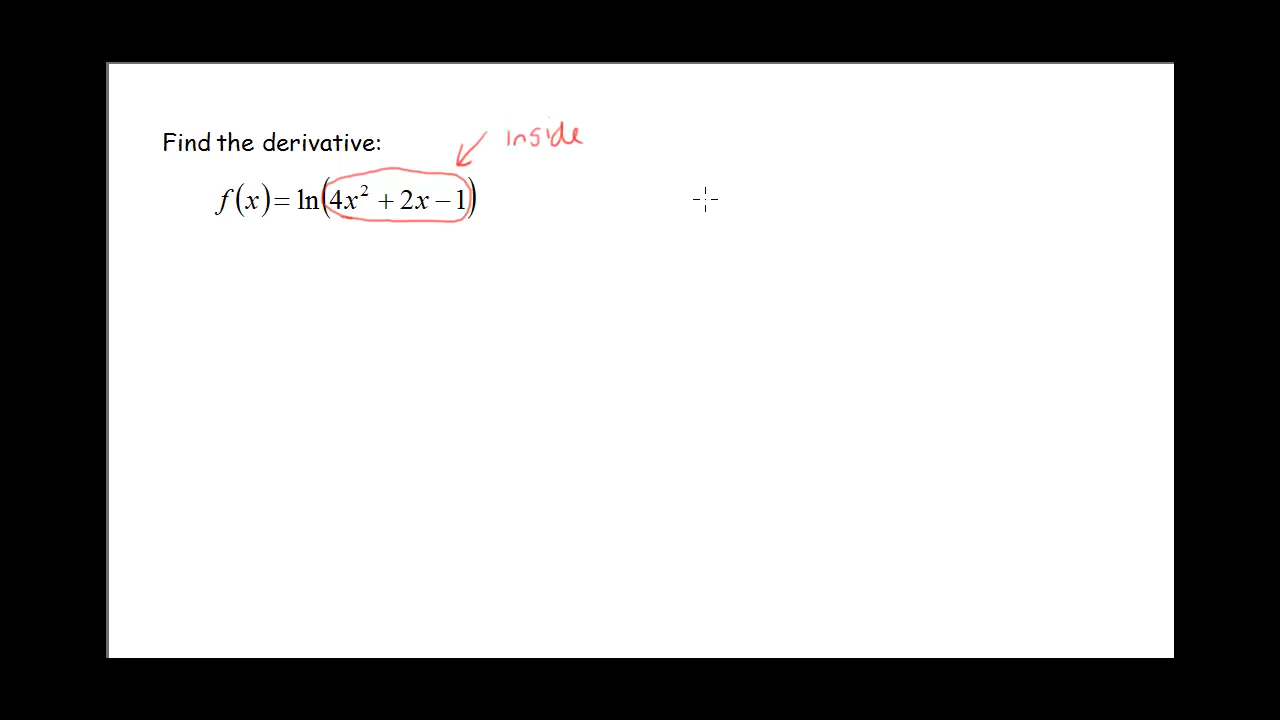 Find the derivative:
inside
f(x) = ln(4x² + 2x − 1)